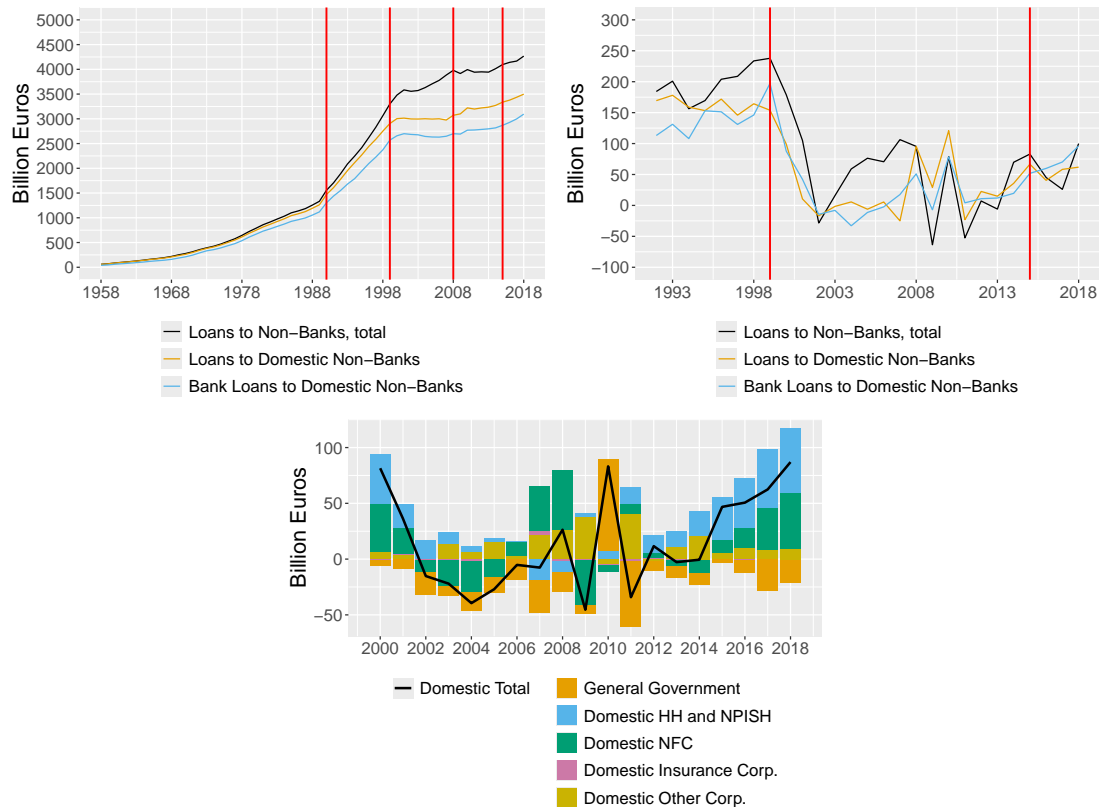 5000
4500
4000
3500
3000
2500
2000
1500
1000
500
0
Billion Euros
1958 1968 1978 1988 1998 2008 2018
Loans to Non−Banks, total
Loans to Domestic Non−Banks
Bank Loans to Domestic Non−Banks
300
250
200
150
100
50
0
−50
−100
Billion Euros
1993 1998 2003 2008 2013 2018
Loans to Non−Banks, total
Loans to Domestic Non−Banks
Bank Loans to Domestic Non−Banks
100
50
0
−50
Billion Euros
2000 2002 2004 2006 2008 2010 2012 2014 2016 2018
Domestic Total
General Government
Domestic HH and NPISH
Domestic NFC
Domestic Insurance Corp.
Domestic Other Corp.